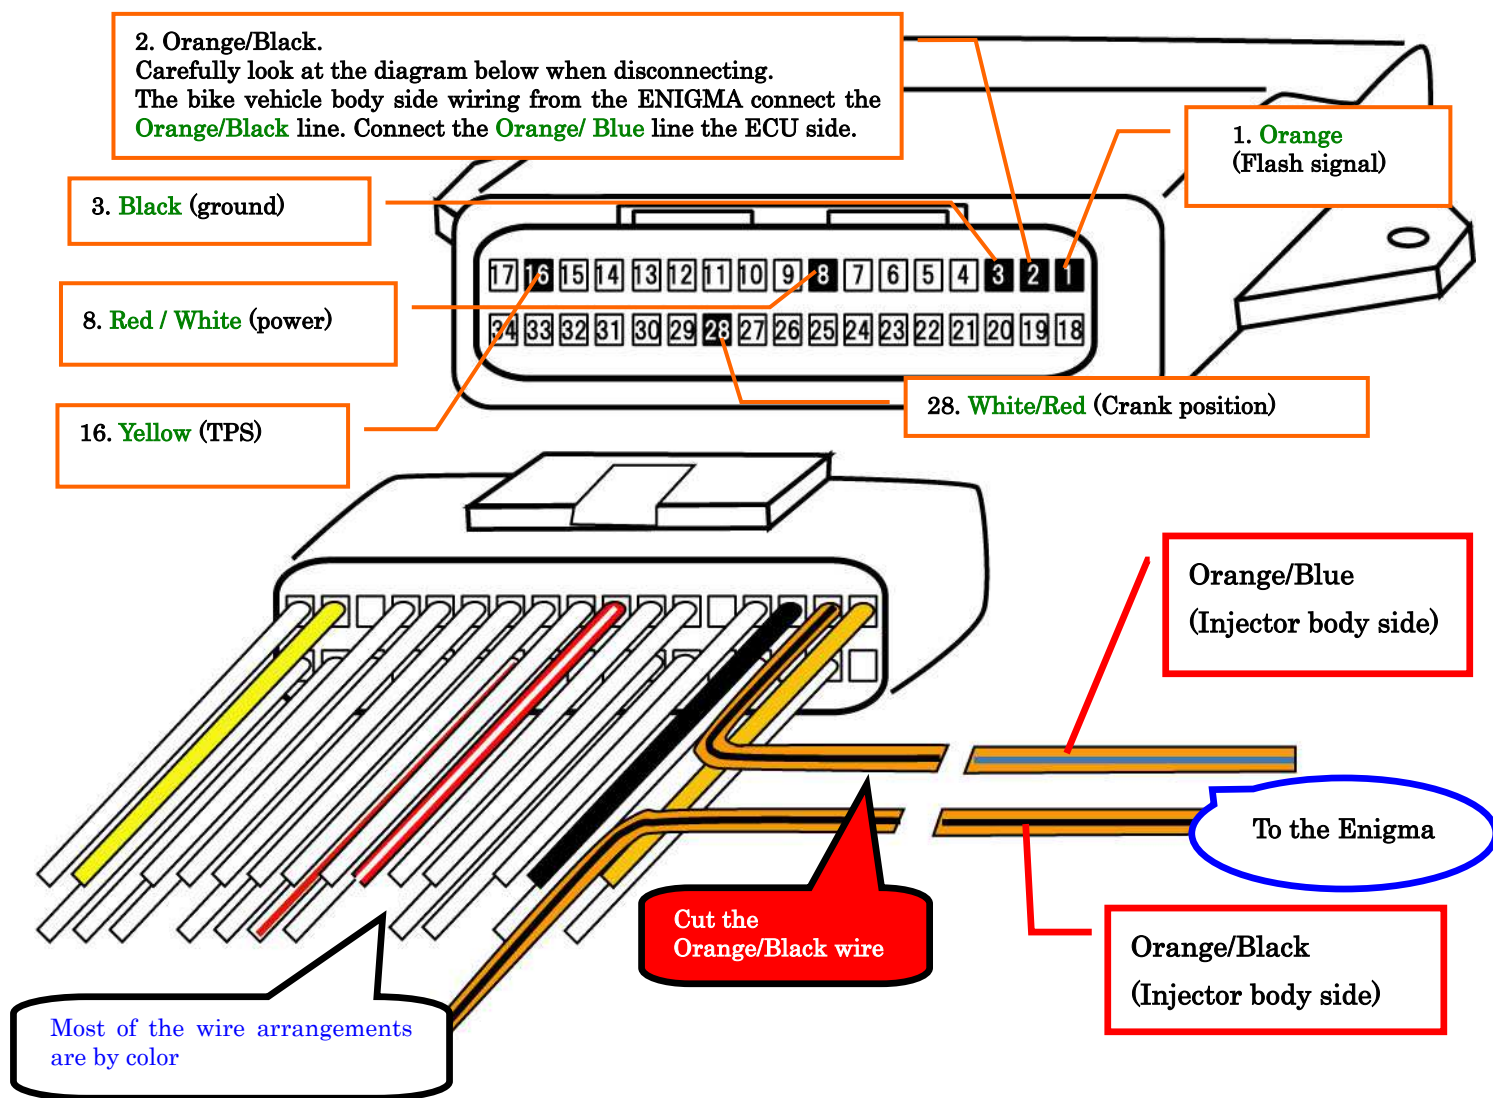 2. Orange/Black.
Carefully look at the diagram below when disconnecting.
The bike vehicle body side wiring from the ENIGMA connect the
Orange/Black line. Connect the Orange/ Blue line the ECU side.
1. Orange
(Flash signal)
3. Black (ground)
8. Red / White (power)
16. Yellow (TPS)
17 16 15 14 13 12 11 10 9 8 7 6 5 4 3 2 1
34 33 32 31 30 29 28 27 26 25 24 23 22 21 20 19 18
28. White/Red (Crank position)
Orange/Blue
(Injector body side)
To the Enigma
Cut the
Orange/Black wire
Orange/Black
(Injector body side)
Most of the wire arrangements
are by color